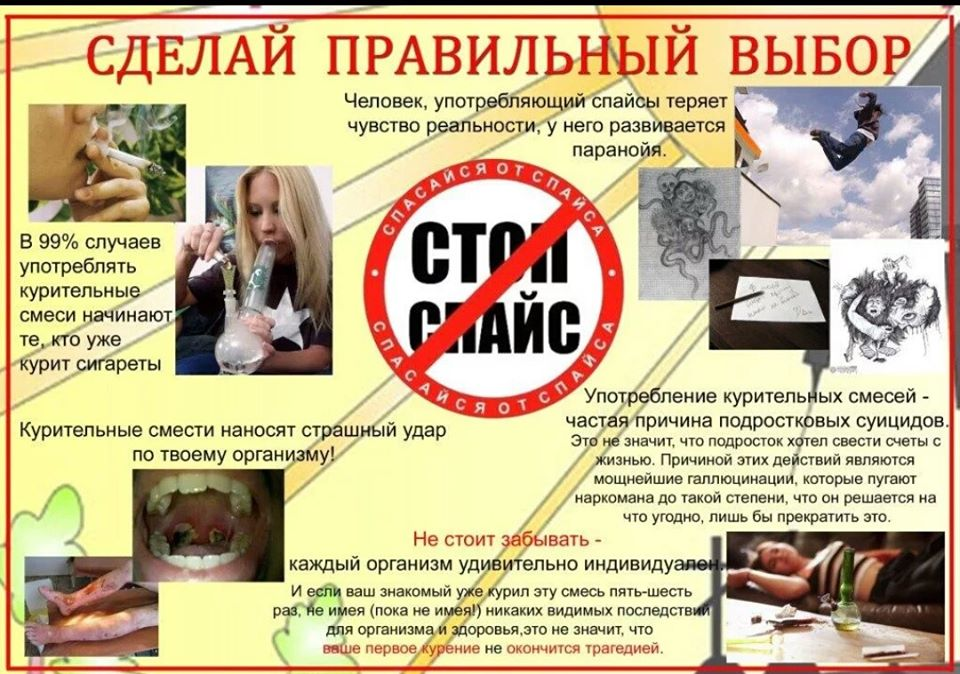 СДЕЛАЙ ПРАВИЛЬНЫЙ ВЫБОР
Человек, употребляющий спайсы теряет
чувство реальности, у него развивается
паранойя.
В 99% случаев
употреблять
курительные
смеси начинают
те, кто уже
курит сигареты
СПАСАЙСЯ ОТ СПАЙСА
СТОП
СПАЙС
СПАСАЙСЯ ОТ СПАЙСА
Употребление курительных смесей -
частая причина подростковых суицидов.
Это не значит, что подросток хотел свести счеты с
жизнью. Причиной этих действий являются
мощнейшие галлюцинации, которые пугают
наркомана до такой степени, что он решается на
что угодно, лишь бы прекратить это.
Курительные смести наносят страшный удар
по твоему организму!
Не стоит забывать -
каждый организм удивительно индивидуален.
И если ваш знакомый уже курил эту смесь пять-шесть
раз, не имея (пока не имея!) никаких видимых последствий
для организма и здоровья,это не значит, что
ваше первое курение не окончится трагедией.